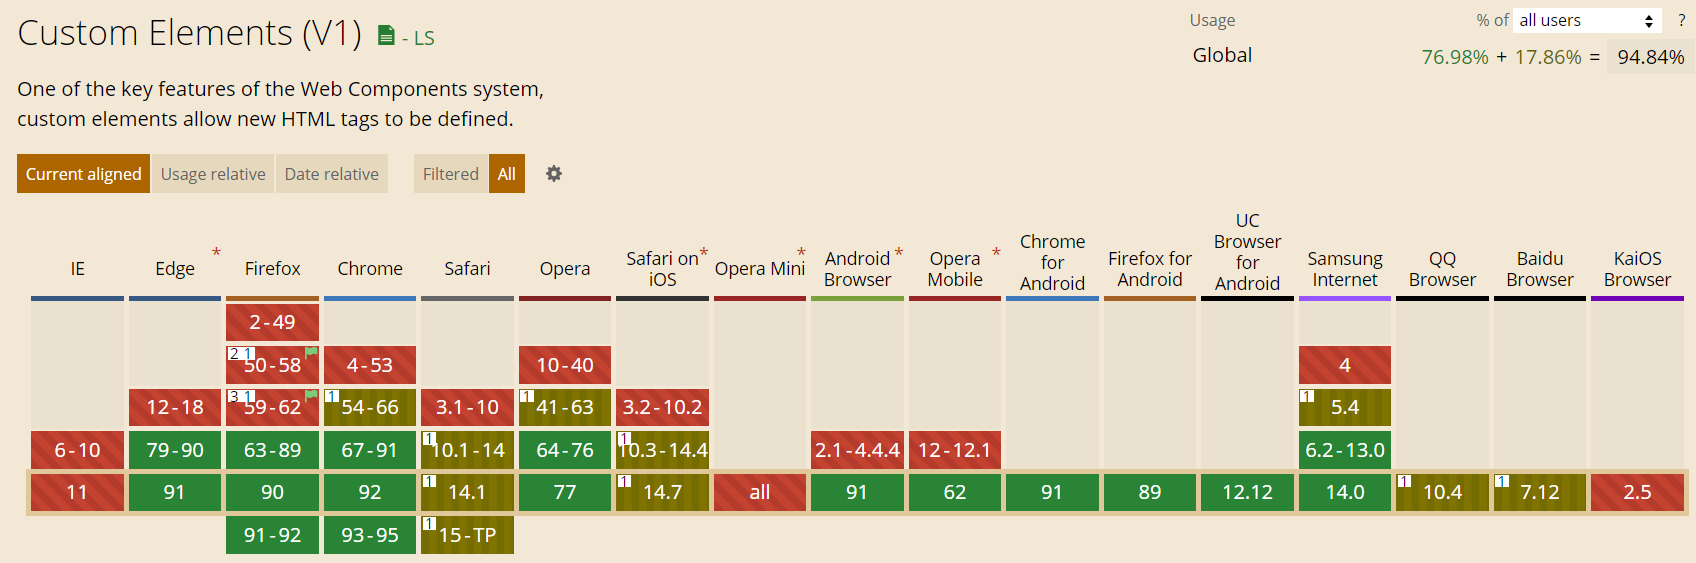 Custom Elements (V1) - LS
Usage % of all users ?
Global 76.98% + 17.86% = 94.84%
One of the key features of the Web Components system,
custom elements allow new HTML tags to be defined.
Current aligned Usage relative Date relative Filtered All
IE
Edge *
Firefox
Chrome
Safari
Opera
Safari on *
iOS
Opera Mini *
Android *
Browser
Opera *
Mobile
Chrome
for
Android
Firefox for
Android
UC
Browser
for
Android
Samsung
Internet
QQ
Browser
Baidu
Browser
KaiOS
Browser
2-49
2 1 50-58 4-53 10-40 4
12-18 3 1 59-62 1 54-66 3.1-10 1 41-63 3.2-10.2 1 5.4
6-10 79-90 63-89 67-91 1 10.1-14 64-76 1 10.3-14.4 2.1-4.4.4 12-12.1 6.2-13.0
11 91 90 92 1 14.1 77 1 14.7 all 91 62 91 89 12.12 14.0 1 10.4 1 7.12 2.5
91-92 93-95 1 15-TP